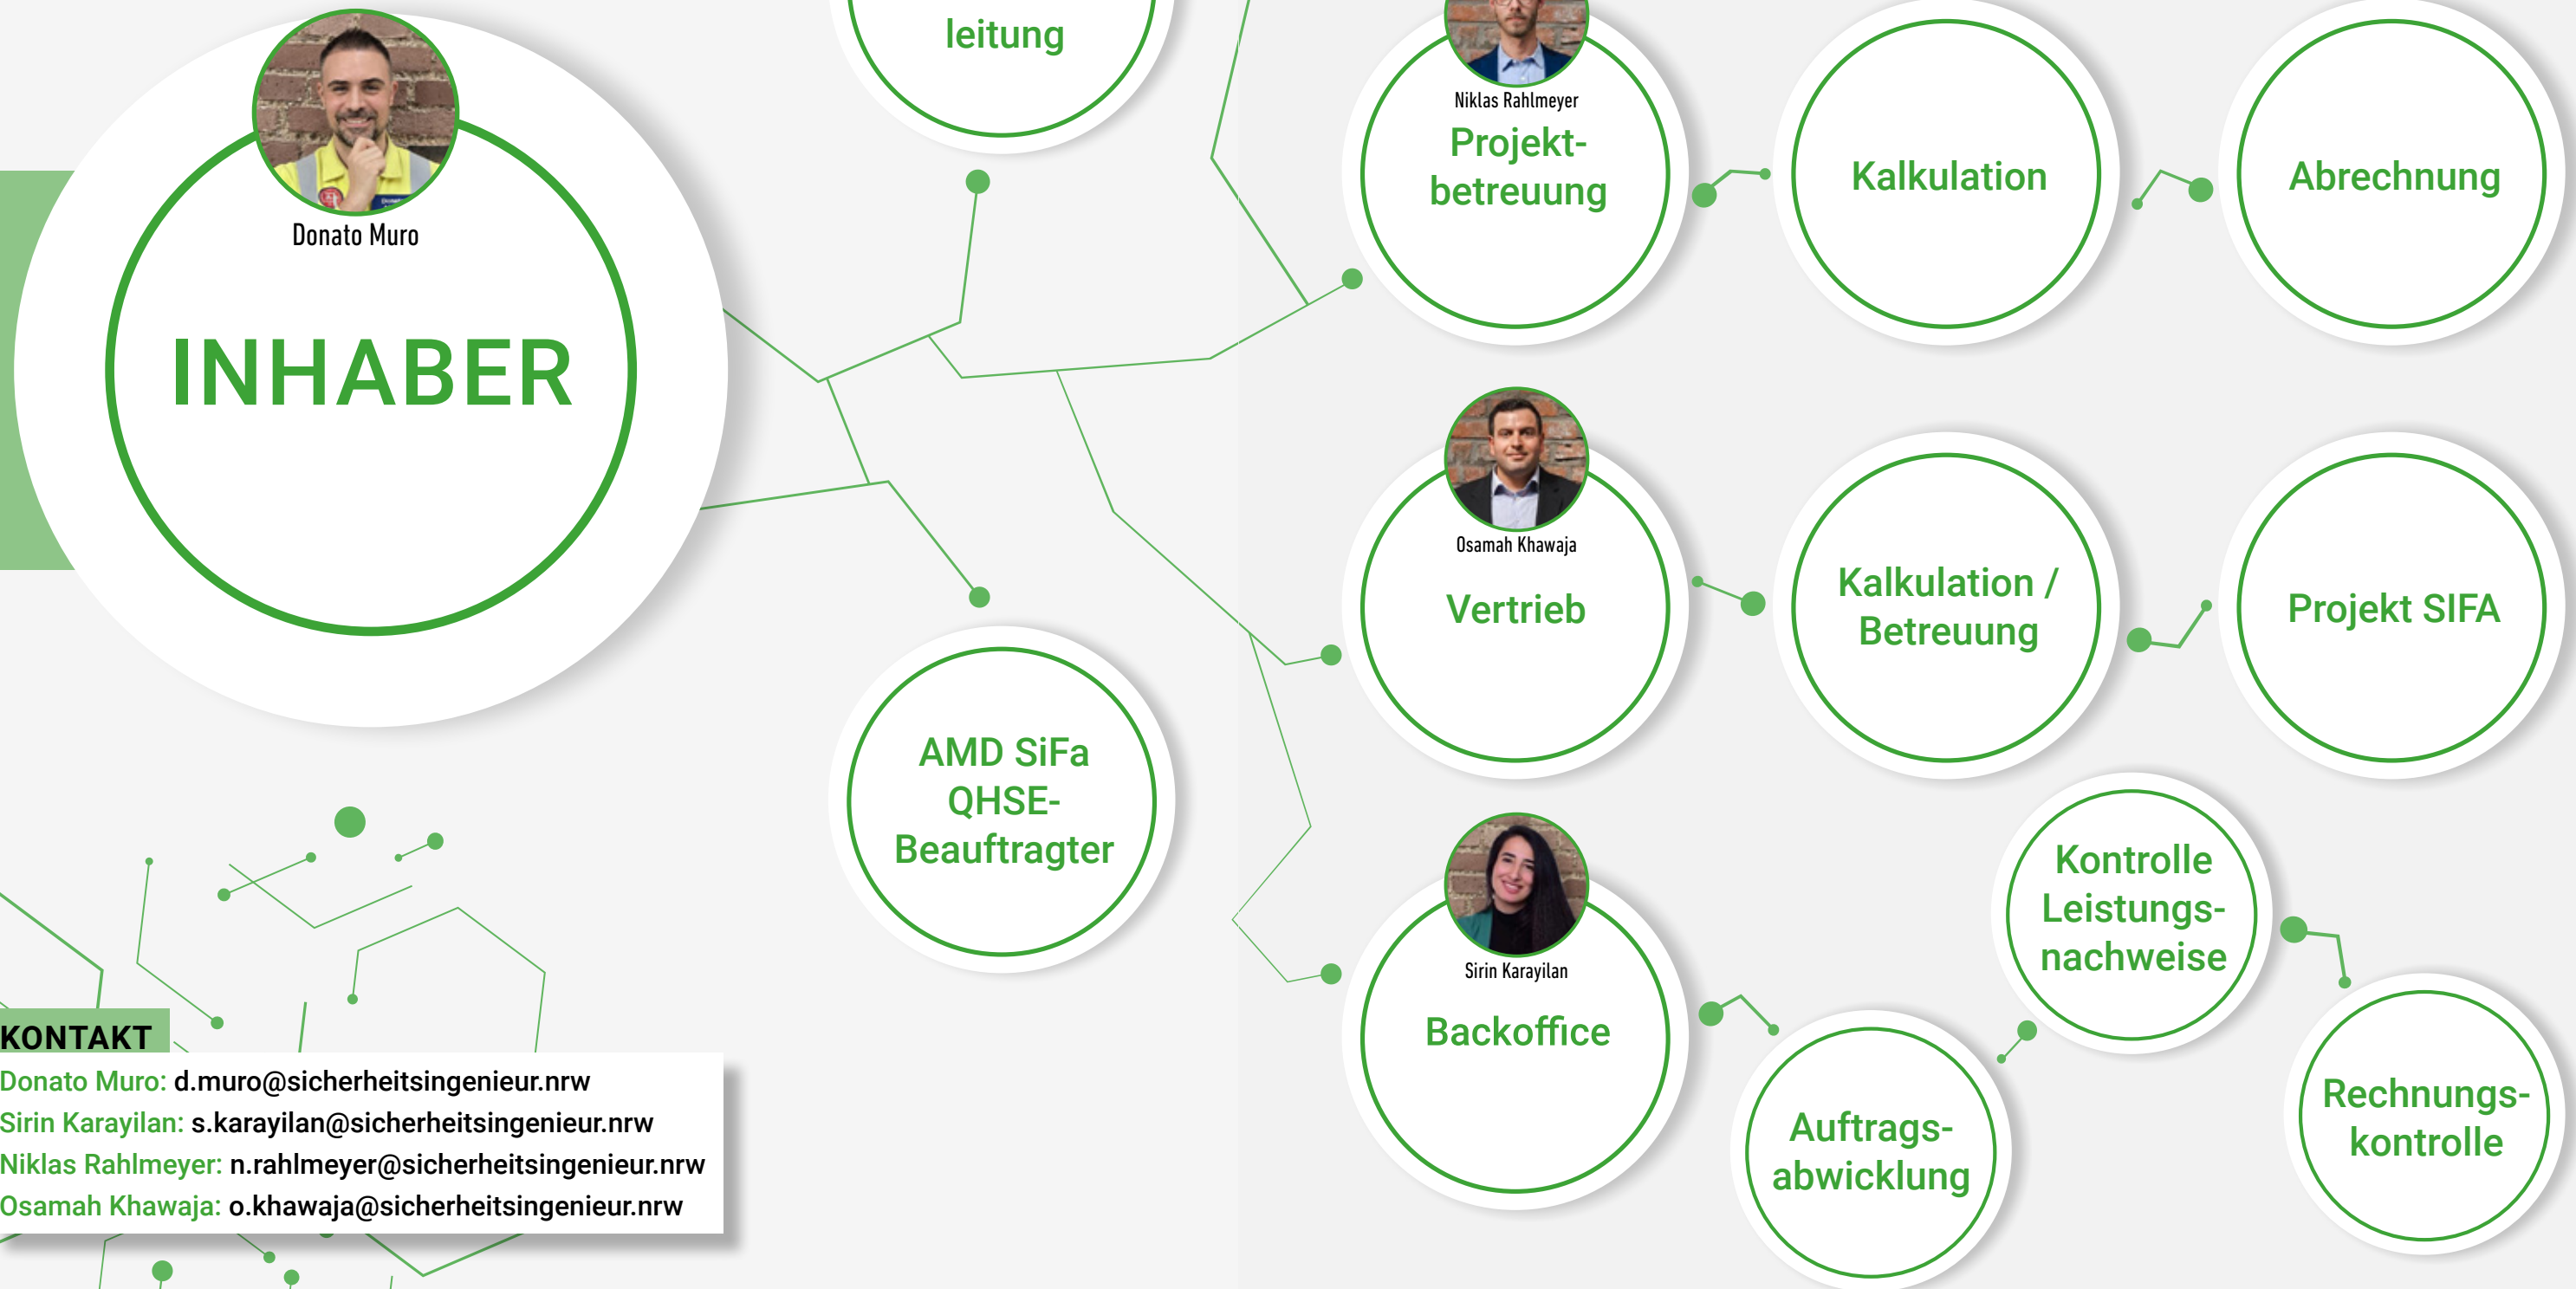 Donato Muro
INHABER
leitung
AMD SiFa
QHSE-
Beauftragter
Niklas Rahlmeyer
Projekt-
betreuung
Kalkulation
Abrechnung
Osamah Khawaja
Vertrieb
Kalkulation /
Betreuung
Projekt SIFA
Sirin Karayilan
Backoffice
Auftrags-
abwicklung
Kontrolle
Leistungs-
nachweise
Rechnungs-
kontrolle
KONTAKT
Donato Muro: d.muro@sicherheitsingenieur.nrw
Sirin Karayilan: s.karayilan@sicherheitsingenieur.nrw
Niklas Rahlmeyer: n.rahlmeyer@sicherheitsingenieur.nrw
Osamah Khawaja: o.khawaja@sicherheitsingenieur.nrw